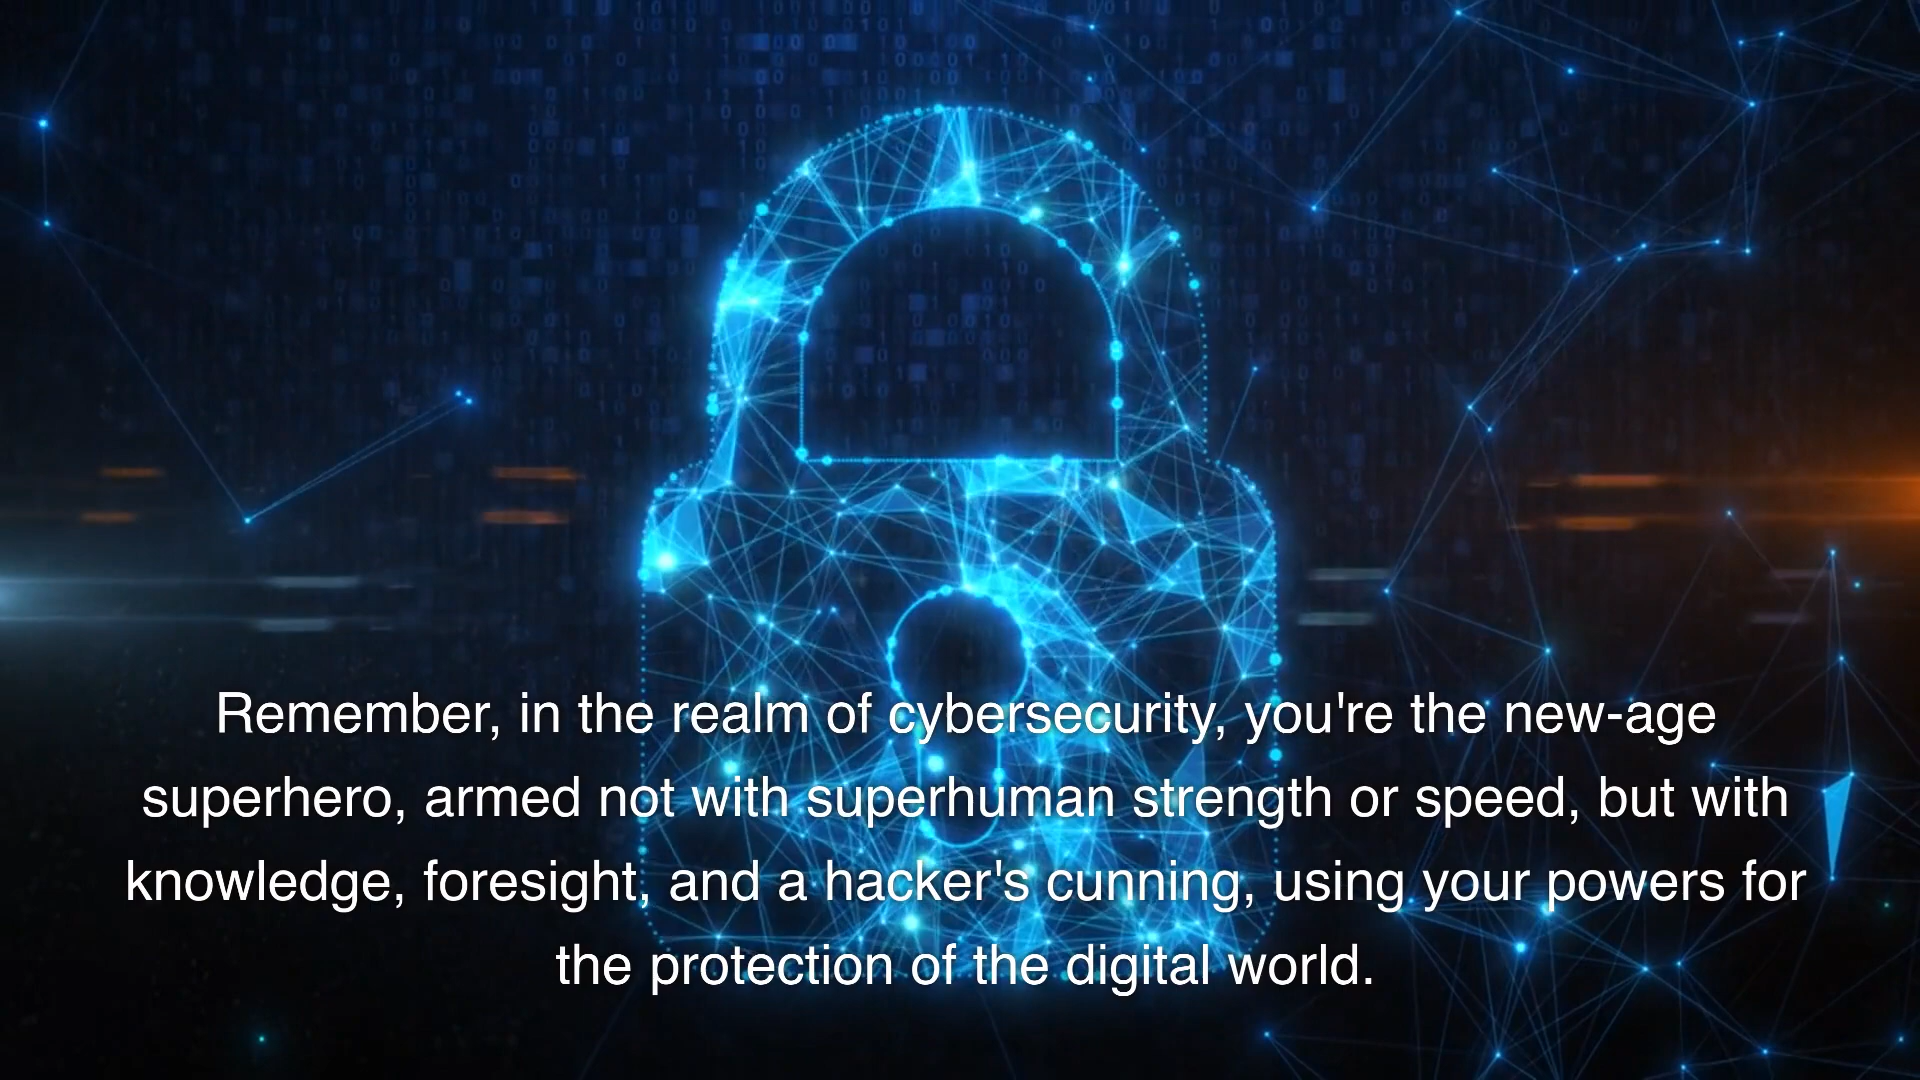 Remember, in the realm of cybersecurity, you're the new-age
superhero, armed not with superhuman strength or speed, but with
knowledge, foresight, and a hacker's cunning, using your powers for
the protection of the digital world.